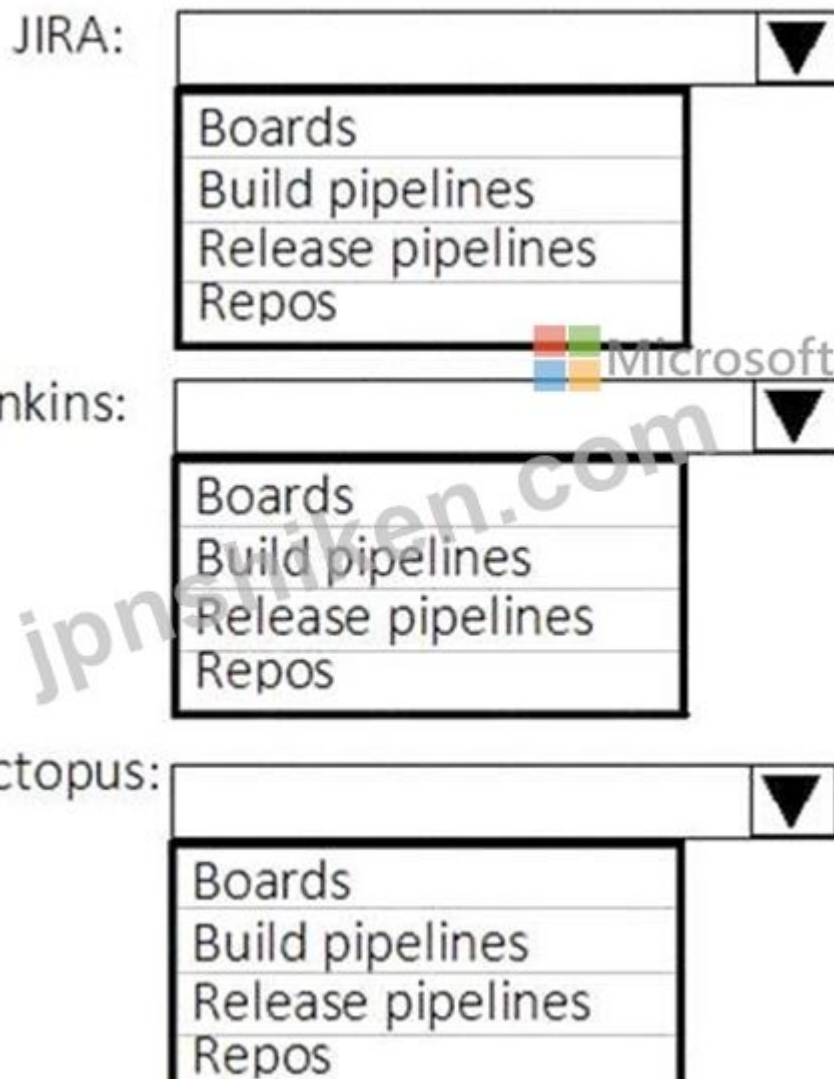 JIRA:
Boards
Build pipelines
Release pipelines
Repos
Microsoft
nkins:
Boards
Build pipelines
Release pipelines
Repos
jpnshiken.com
ctopus:
Boards
Build pipelines
Release pipelines
Repos